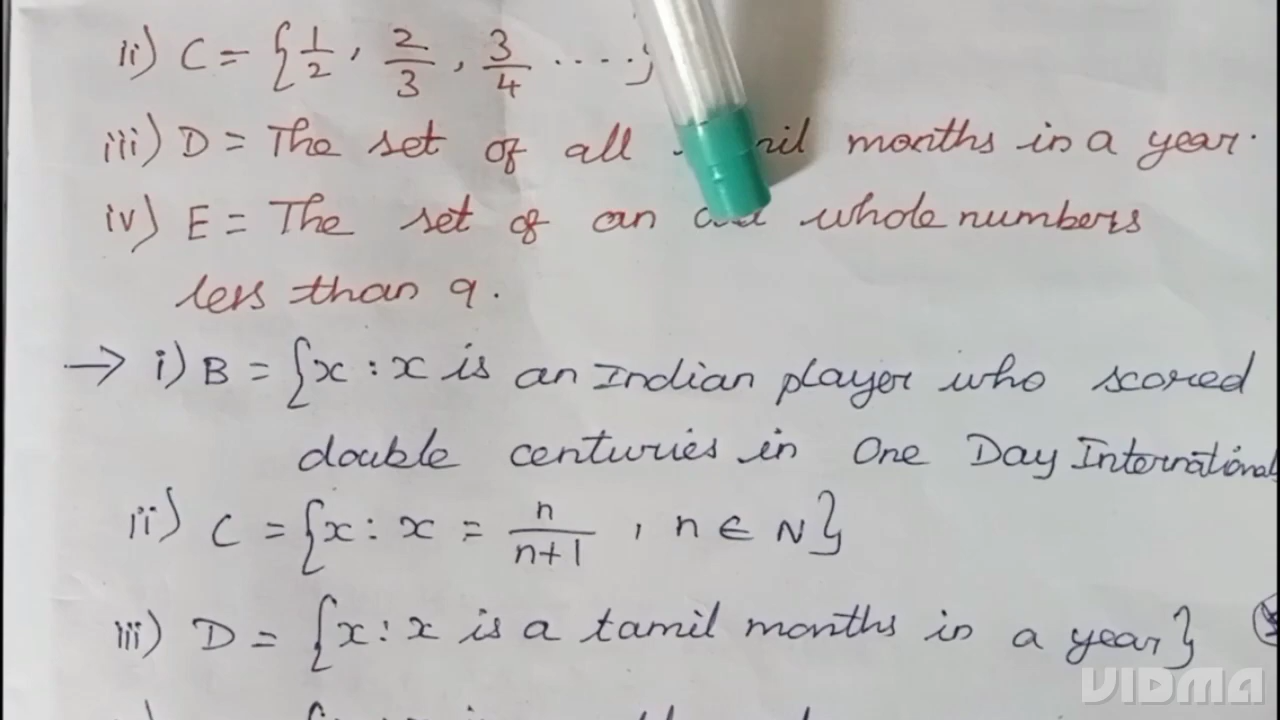 ii) C = {1/2, 2/3, 3/4 ....}
iii) D = The set of all months in a year.
iv) E = The set of an whole numbers
less than 9.
→ i) B = {x : x is an Indian player who scored
double centuries in One Day International
ii) C = {x : x = n/n+1 , n ∈ N}
iii) D = {x : x is a tamil months in a year}
VIDMA